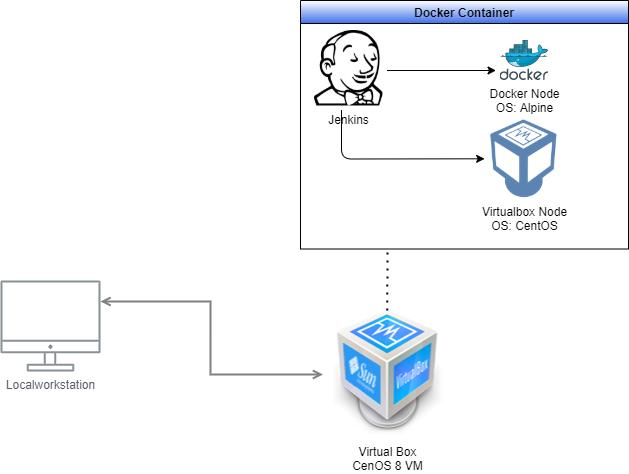 Docker Container
docker
Jenkins
Docker Node
OS: Alpine
Virtualbox Node
OS: CentOS
Localworkstation
Sun
VirtualBox
Virtual Box
CenOS 8 VM